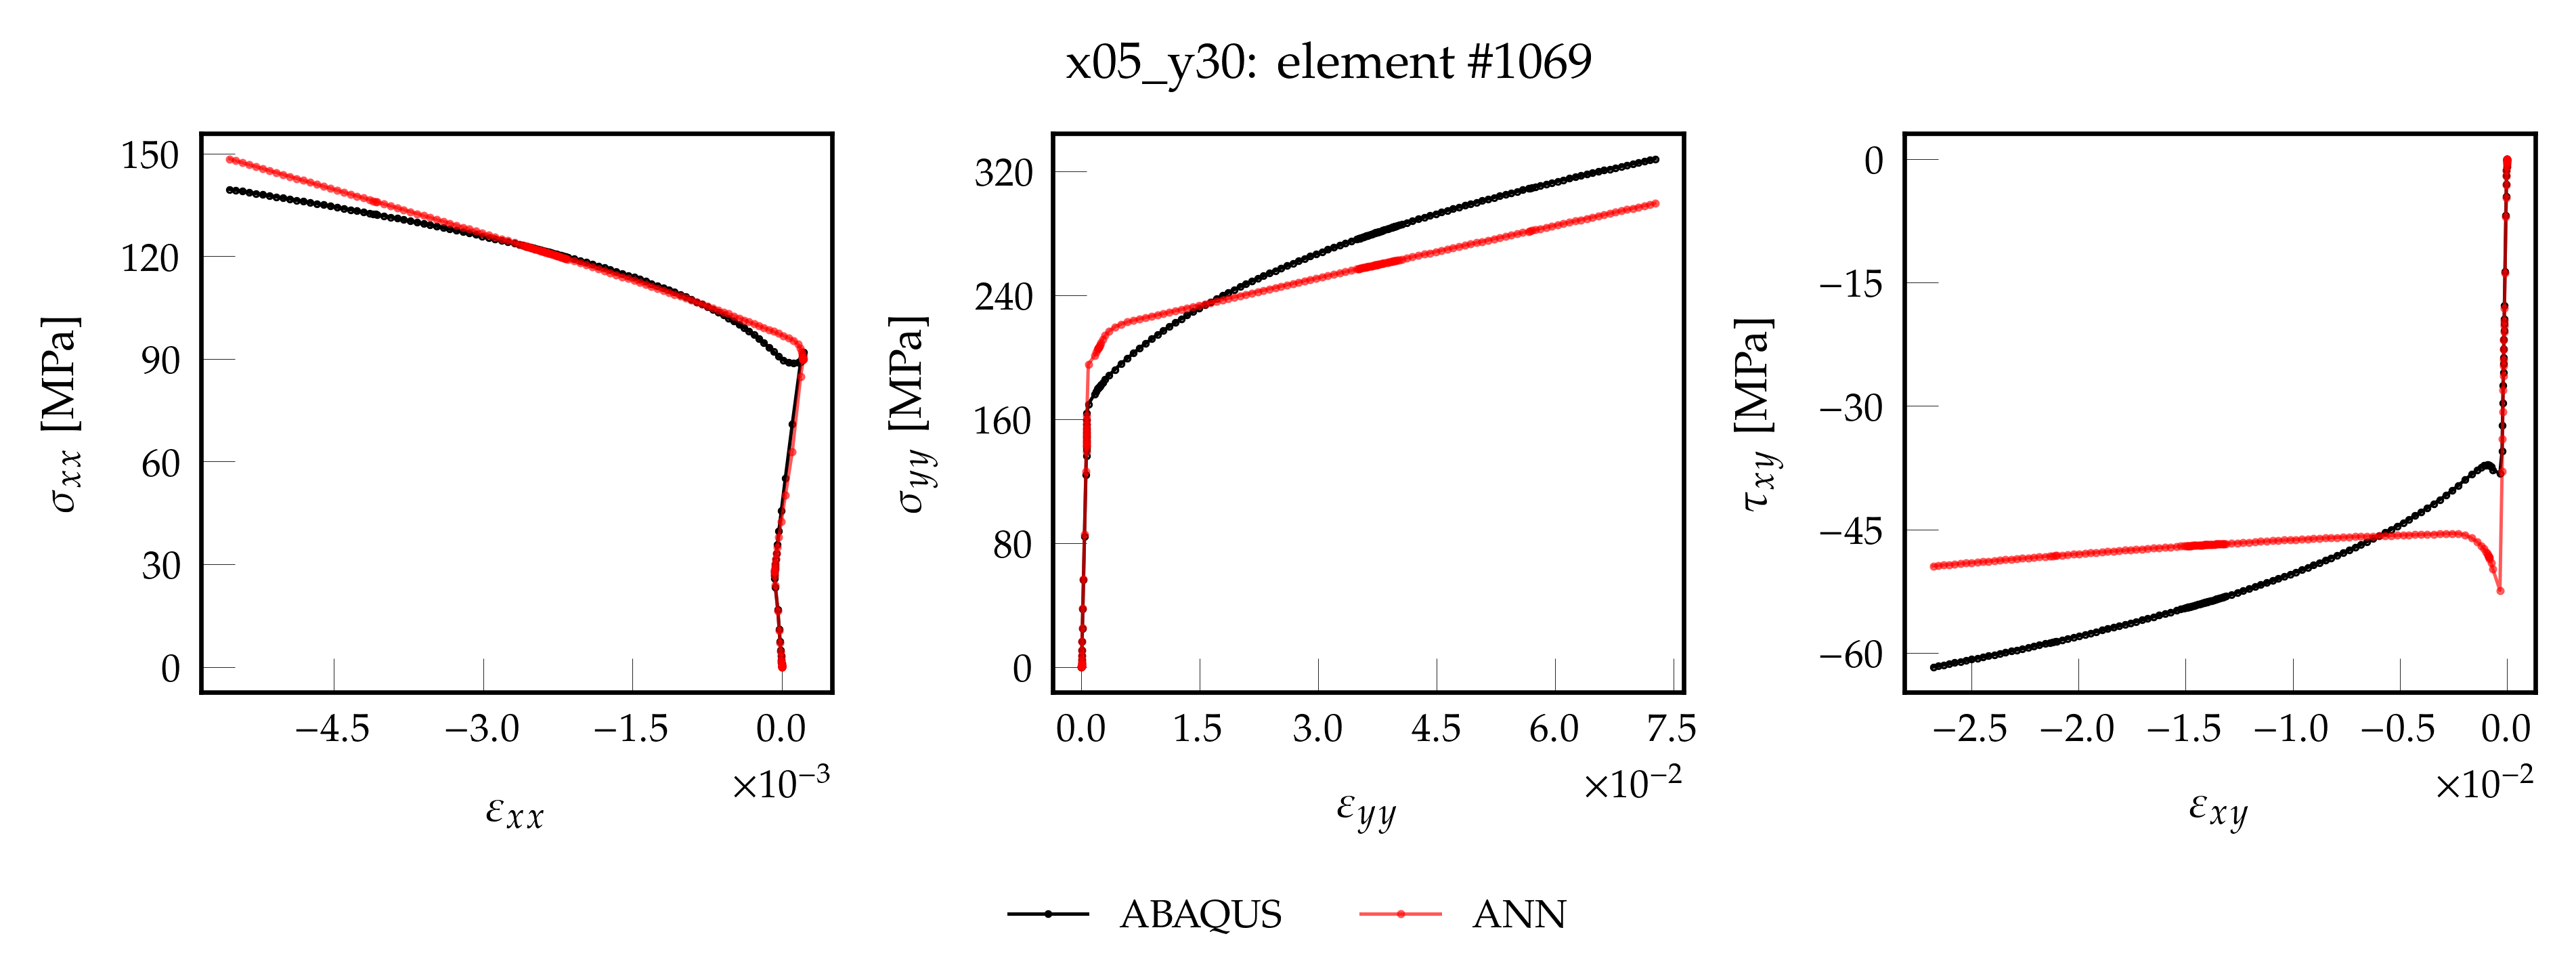 x05_y30: element #1069
σxx [MPa]
150
120
90
60
30
0
−4.5 −3.0 −1.5 0.0
×10−3
εxx
σyy [MPa]
320
240
160
80
0
0.0 1.5 3.0 4.5 6.0 7.5
×10−2
εyy
τxy [MPa]
0
−15
−30
−45
−60
−2.5 −2.0 −1.5 −1.0 −0.5 0.0
×10−2
εxy
ABAQUS ANN